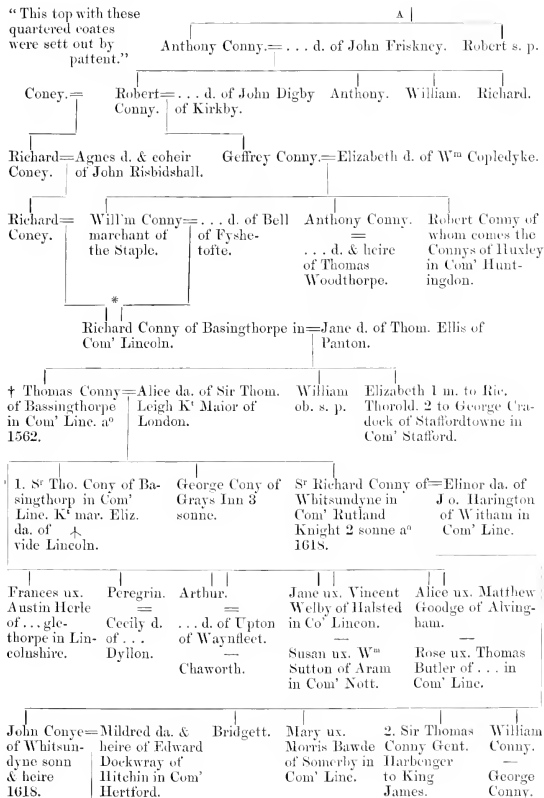 “ This top with these
quartered coates
were sett out by
pattent.”
A
Anthony Conny.= . . . d. of John Friskney. Robert s. p.
Coney.= Robert= . . . d. of John Digby Anthony. William. Richard.
Conny. of Kirkby.
Richard=Agnes d. & coheir Geffrey Conny.=Elizabeth d. of Wᵐ Copledyke.
Coney. of John Risbidshall.
Richard= Will'm Conny= . . . d. of Bell Anthony Conny. Robert Conny of
Coney. marchant of of Fyshe- = whom comes the
the Staple. tofte. . . . d. & heire Connys of Huxley
of Thomas in Com' Hunt-
Woodthorpe. ingdon.
*
Richard Conny of Basingthorpe in=Jane d. of Thom. Ellis of
Com' Lincoln. Panton.
† Thomas Conny=Alice da. of Sir Thom. William Elizabeth 1 m. to Ric.
of Bassingthorpe Leigh Kᵗ Maior of ob. s. p. Thorold. 2 to George Cra-
in Com' Linc. aᵒ London. dock of Staffordtowne in
1562. Com' Stafford.
1. Sʳ Tho. Cony of Ba- George Cony of Sʳ Richard Conny of=Elinor da. of
singthorp in Com' Grays Inn 3 Whitsundyne in Jo. Harington
Linc. Kᵗ mar. Eliz. sonne. Com' Rutland of Witham in
da. of Knight 2 sonne aᵒ Com' Linc.
vide Lincoln. 1618.
Frances ux. Peregrin. Arthur. Jane ux. Vincent Alice ux. Matthew
Austin Herle = = Welby of Halsted Goodge of Alving-
of . . . gle- Cecily d. . . . d. of Upton in Co' Lincon. ham.
thorpe in Lin- of . . . of Waynfleet. — —
colnshire. Dyllon. — Susan ux. Wᵐ Rose ux. Thomas
Chaworth. Sutton of Aram Butler of . . . in
in Com' Nott. Com' Linc.
John Conye=Mildred da. & Bridgett. Mary ux. 2. Sir Thomas William
of Whitsun- heire of Edward Morris Bawde Conny Gent. Conny.
dyne sonn Dockwray of of Somerby in Harbenger —
& heire Hitchin in Com' Com' Linc. to King George
1618. Hertford. James. Conny.